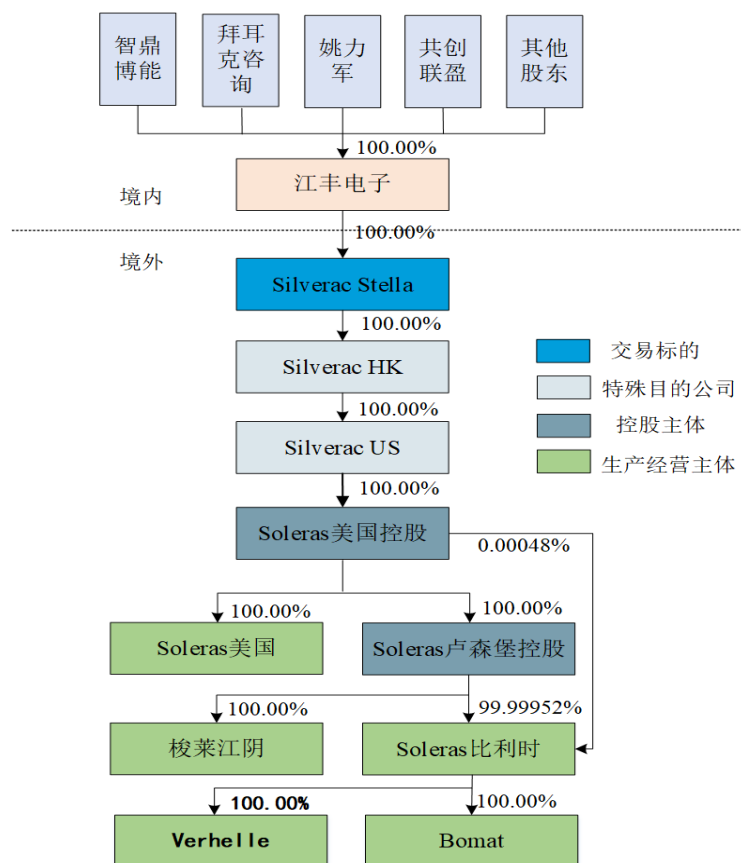 智鼎
博能
拜耳
克咨询
姚力
军
共创
联盈
其他
股东
100.00%
江丰电子
境内
100.00%
境外
Silverac Stella
100.00%
Silverac HK
100.00%
Silverac US
100.00%
Soleras美国控股
0.00048%
交易标的
特殊目的公司
控股主体
生产经营主体
100.00%
100.00%
Soleras美国
Soleras卢森堡控股
100.00%
99.99952%
梭莱江阴
Soleras比利时
100.00%
100.00%
Verhelle
Bomat